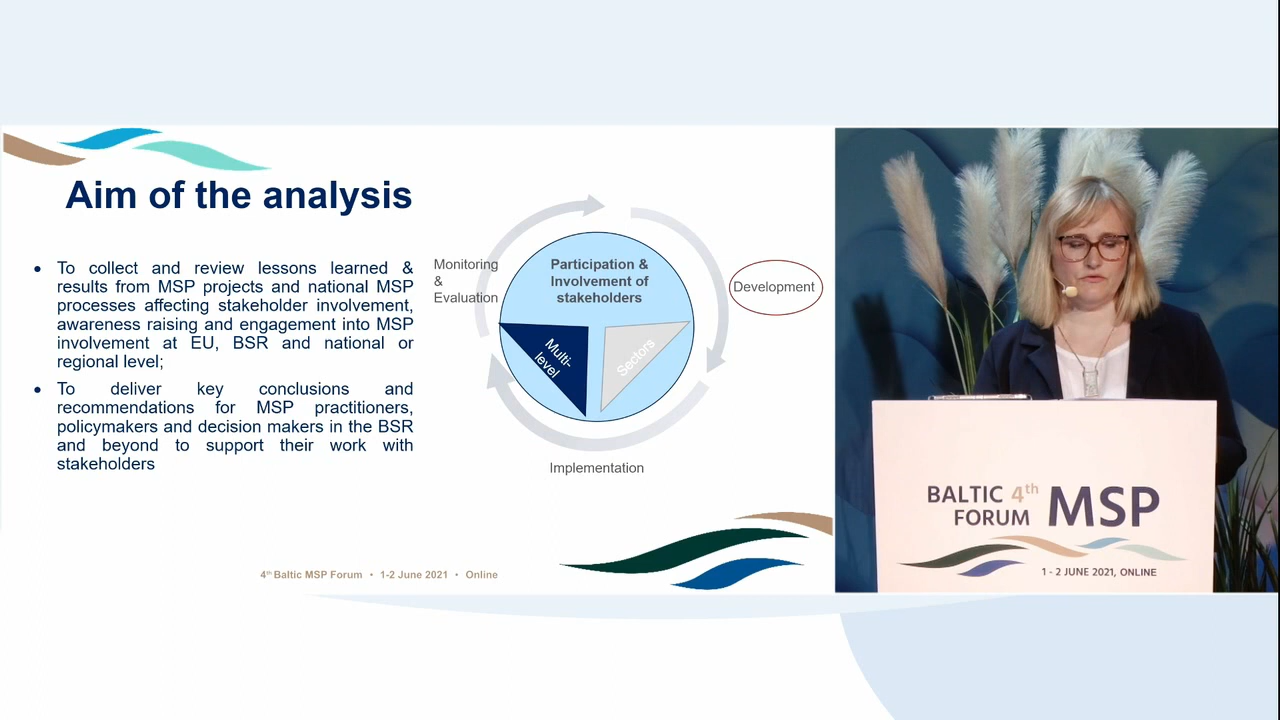 Aim of the analysis
• To collect and review lessons learned &
results from MSP projects and national MSP
processes affecting stakeholder involvement,
awareness raising and engagement into MSP
involvement at EU, BSR and national or
regional level;
• To deliver key conclusions and
recommendations for MSP practitioners,
policymakers and decision makers in the BSR
and beyond to support their work with
stakeholders
Monitoring
&
Evaluation
Participation &
Involvement of
stakeholders
Multi-
level
Sectors
Development
Implementation
4th Baltic MSP Forum • 1-2 June 2021 • Online
BALTIC 4th
FORUM MSP
1 - 2 JUNE 2021, ONLINE